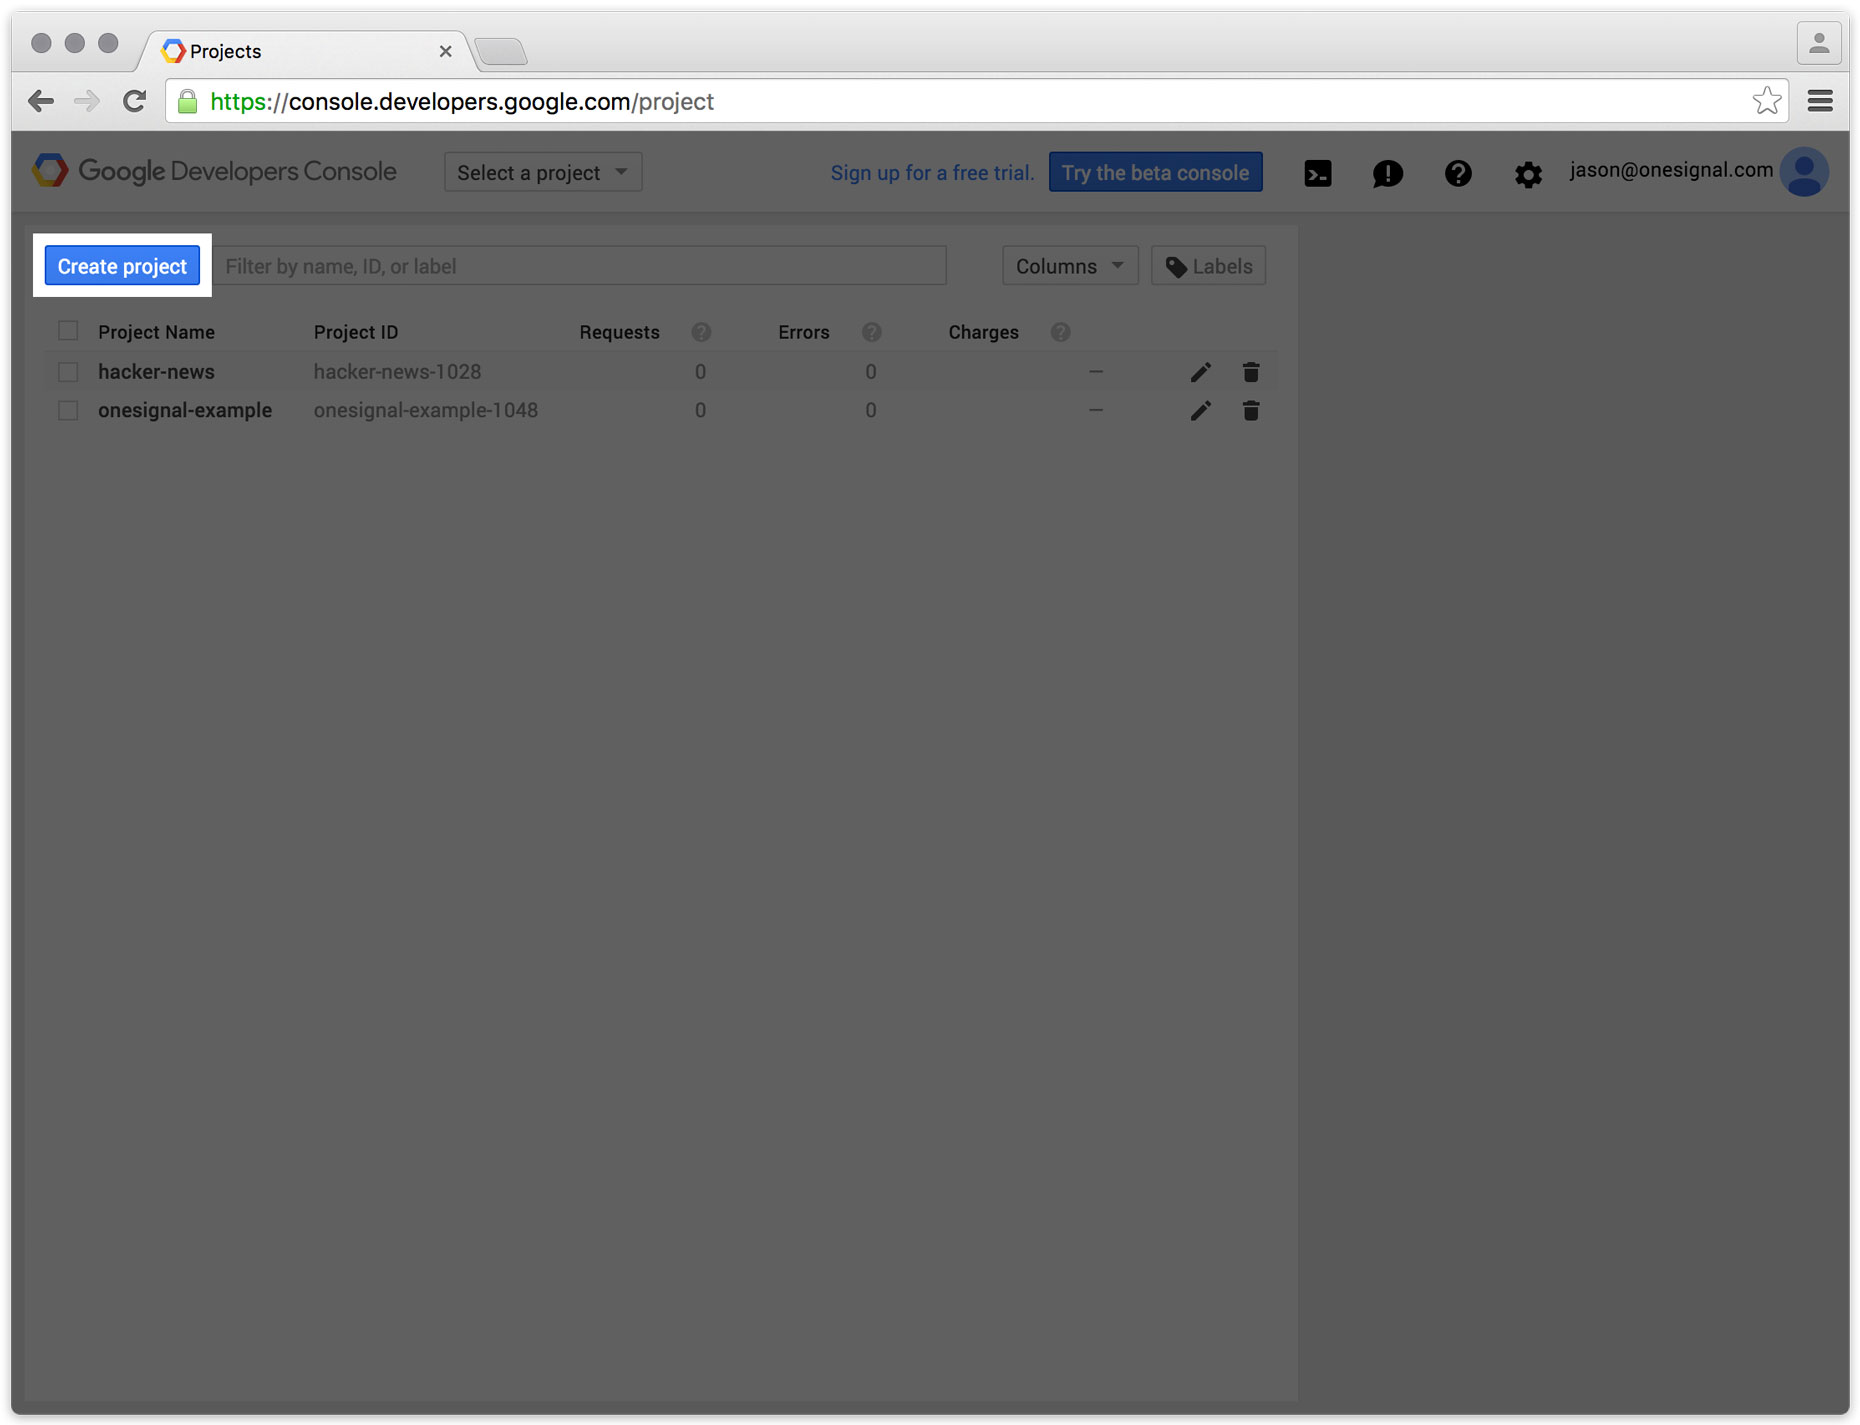 Projects
https://console.developers.google.com/project
Google Developers Console
Select a project
Sign up for a free trial.
Try the beta console
jason@onesignal.com
Create project
Filter by name, ID, or label
Columns
Labels
Project Name Project ID Requests ? Errors ? Charges ?
hacker-news hacker-news-1028 0 0 —
onesignal-example onesignal-example-1048 0 0 —